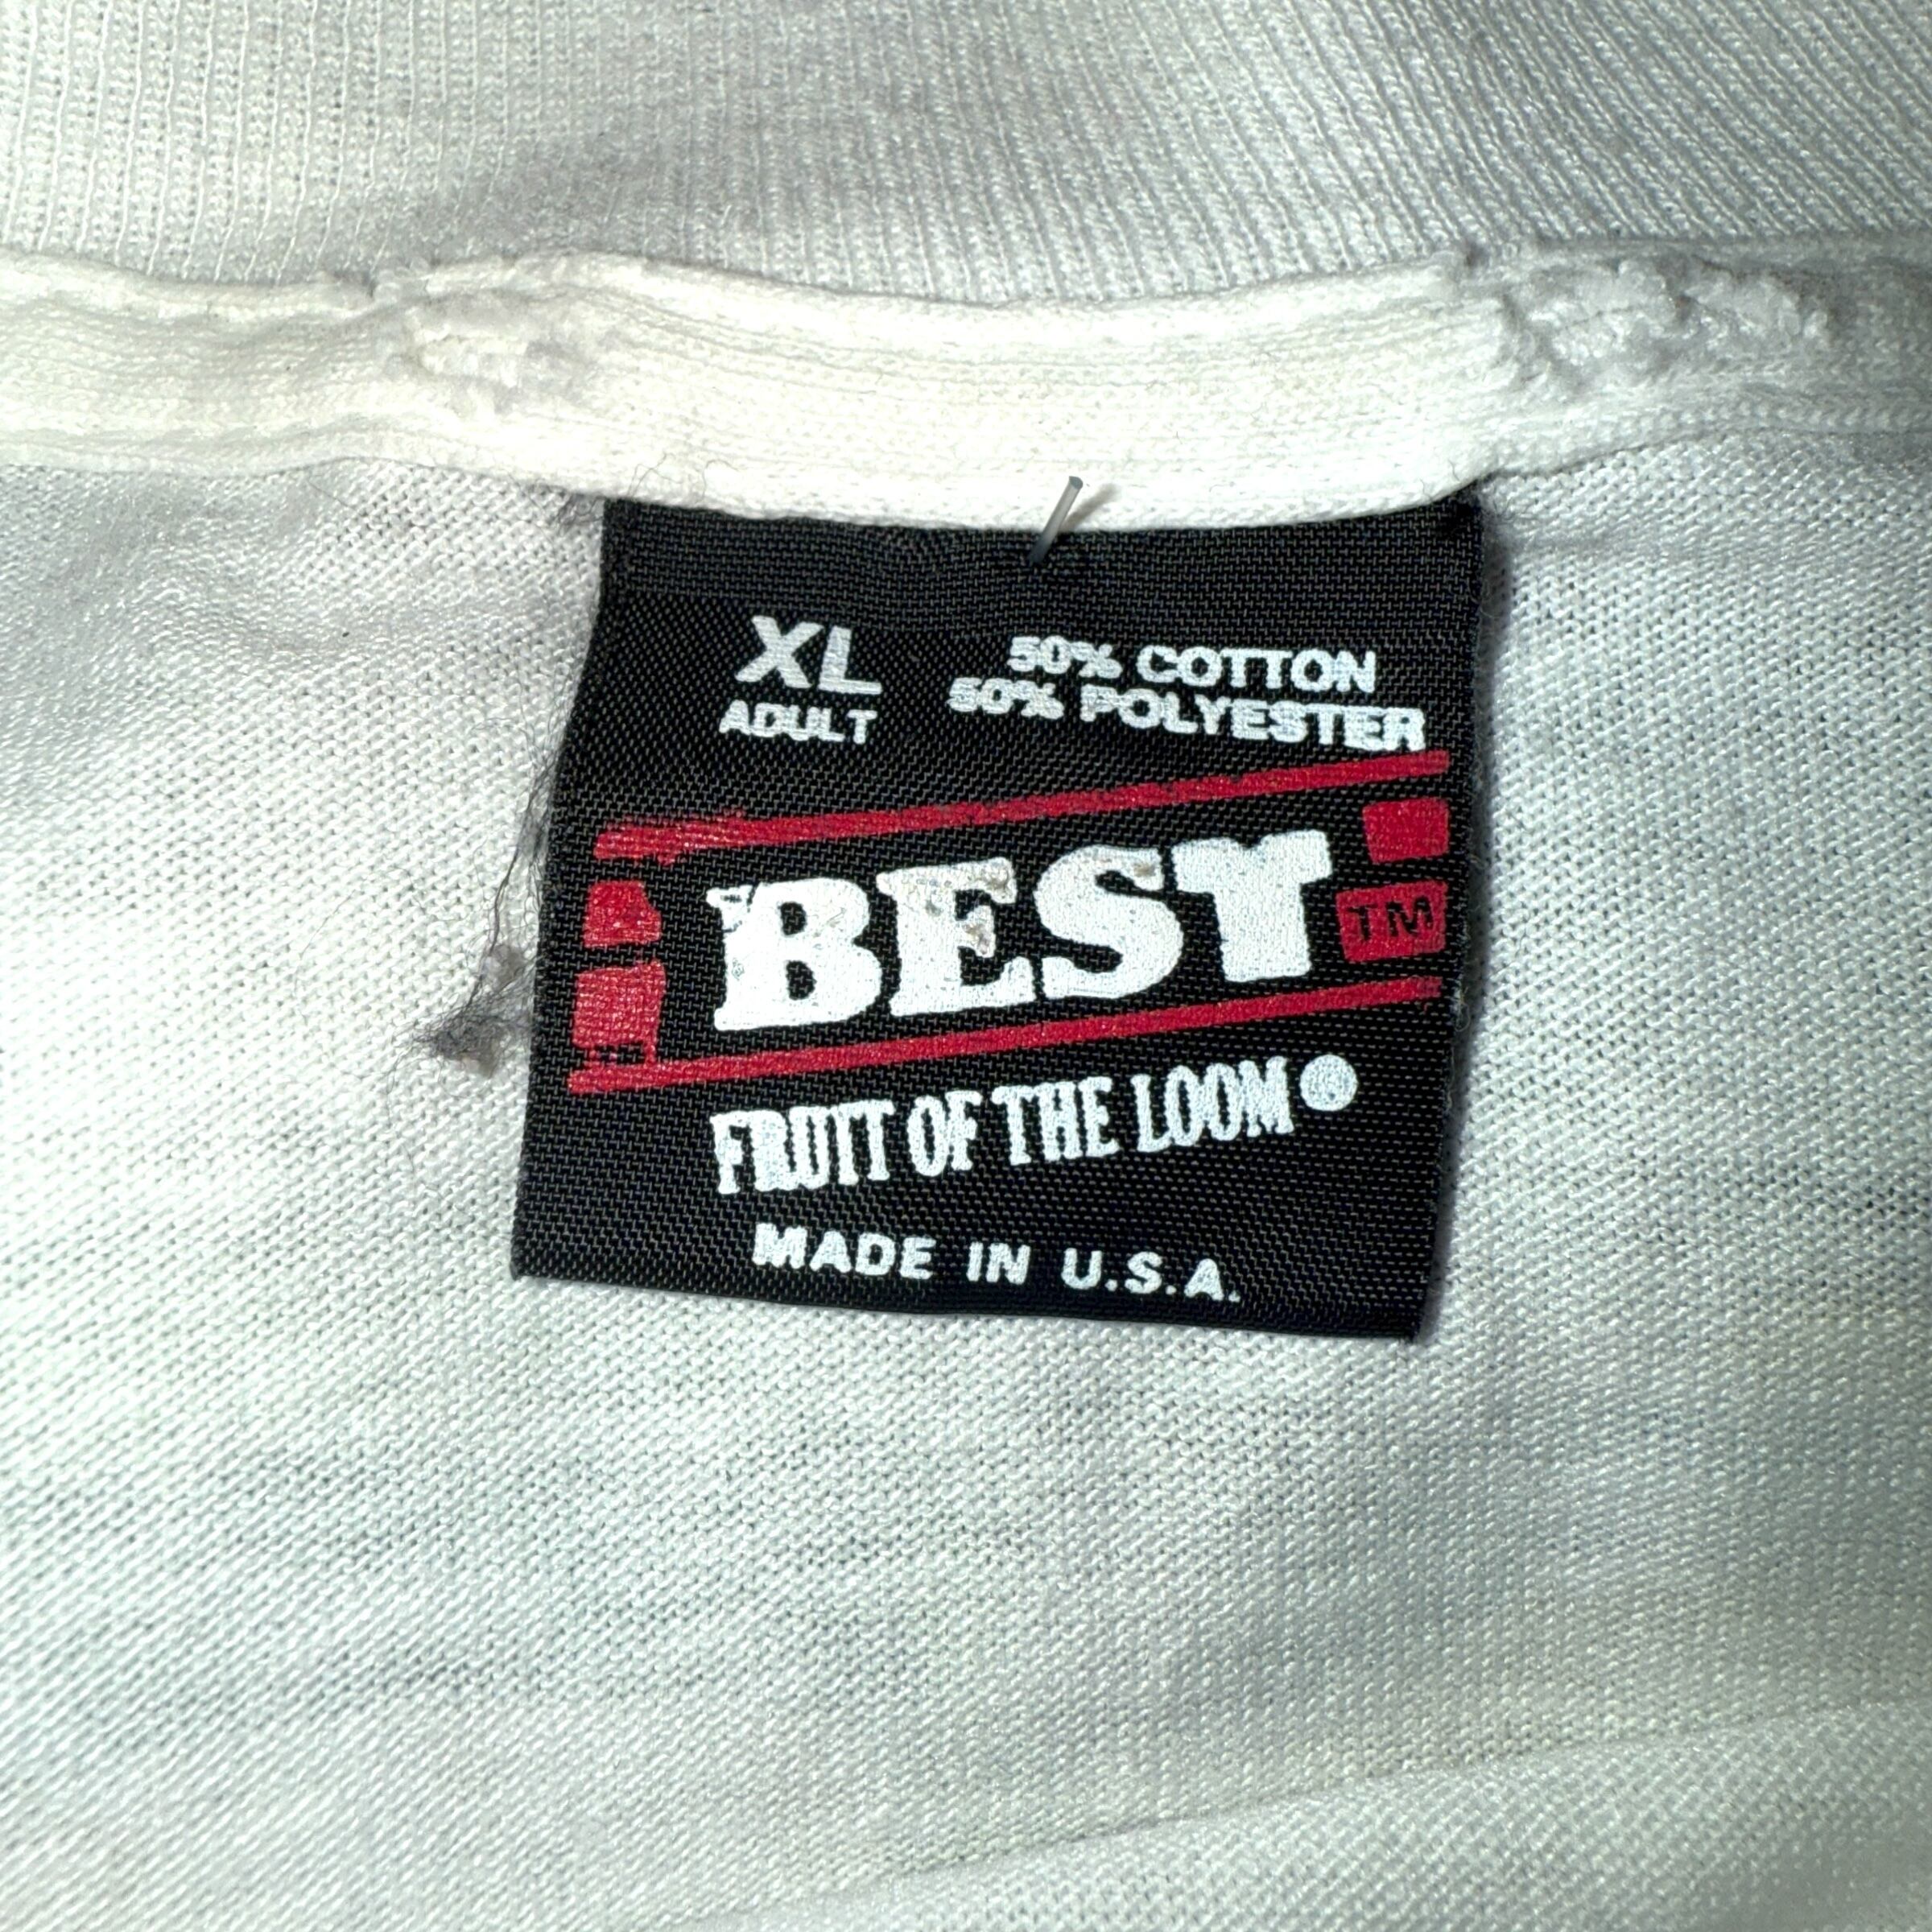 XL
ADULT
50% COTTON
50% POLYESTER
BEST
TM
FRUIT OF THE LOOM
MADE IN U.S.A.